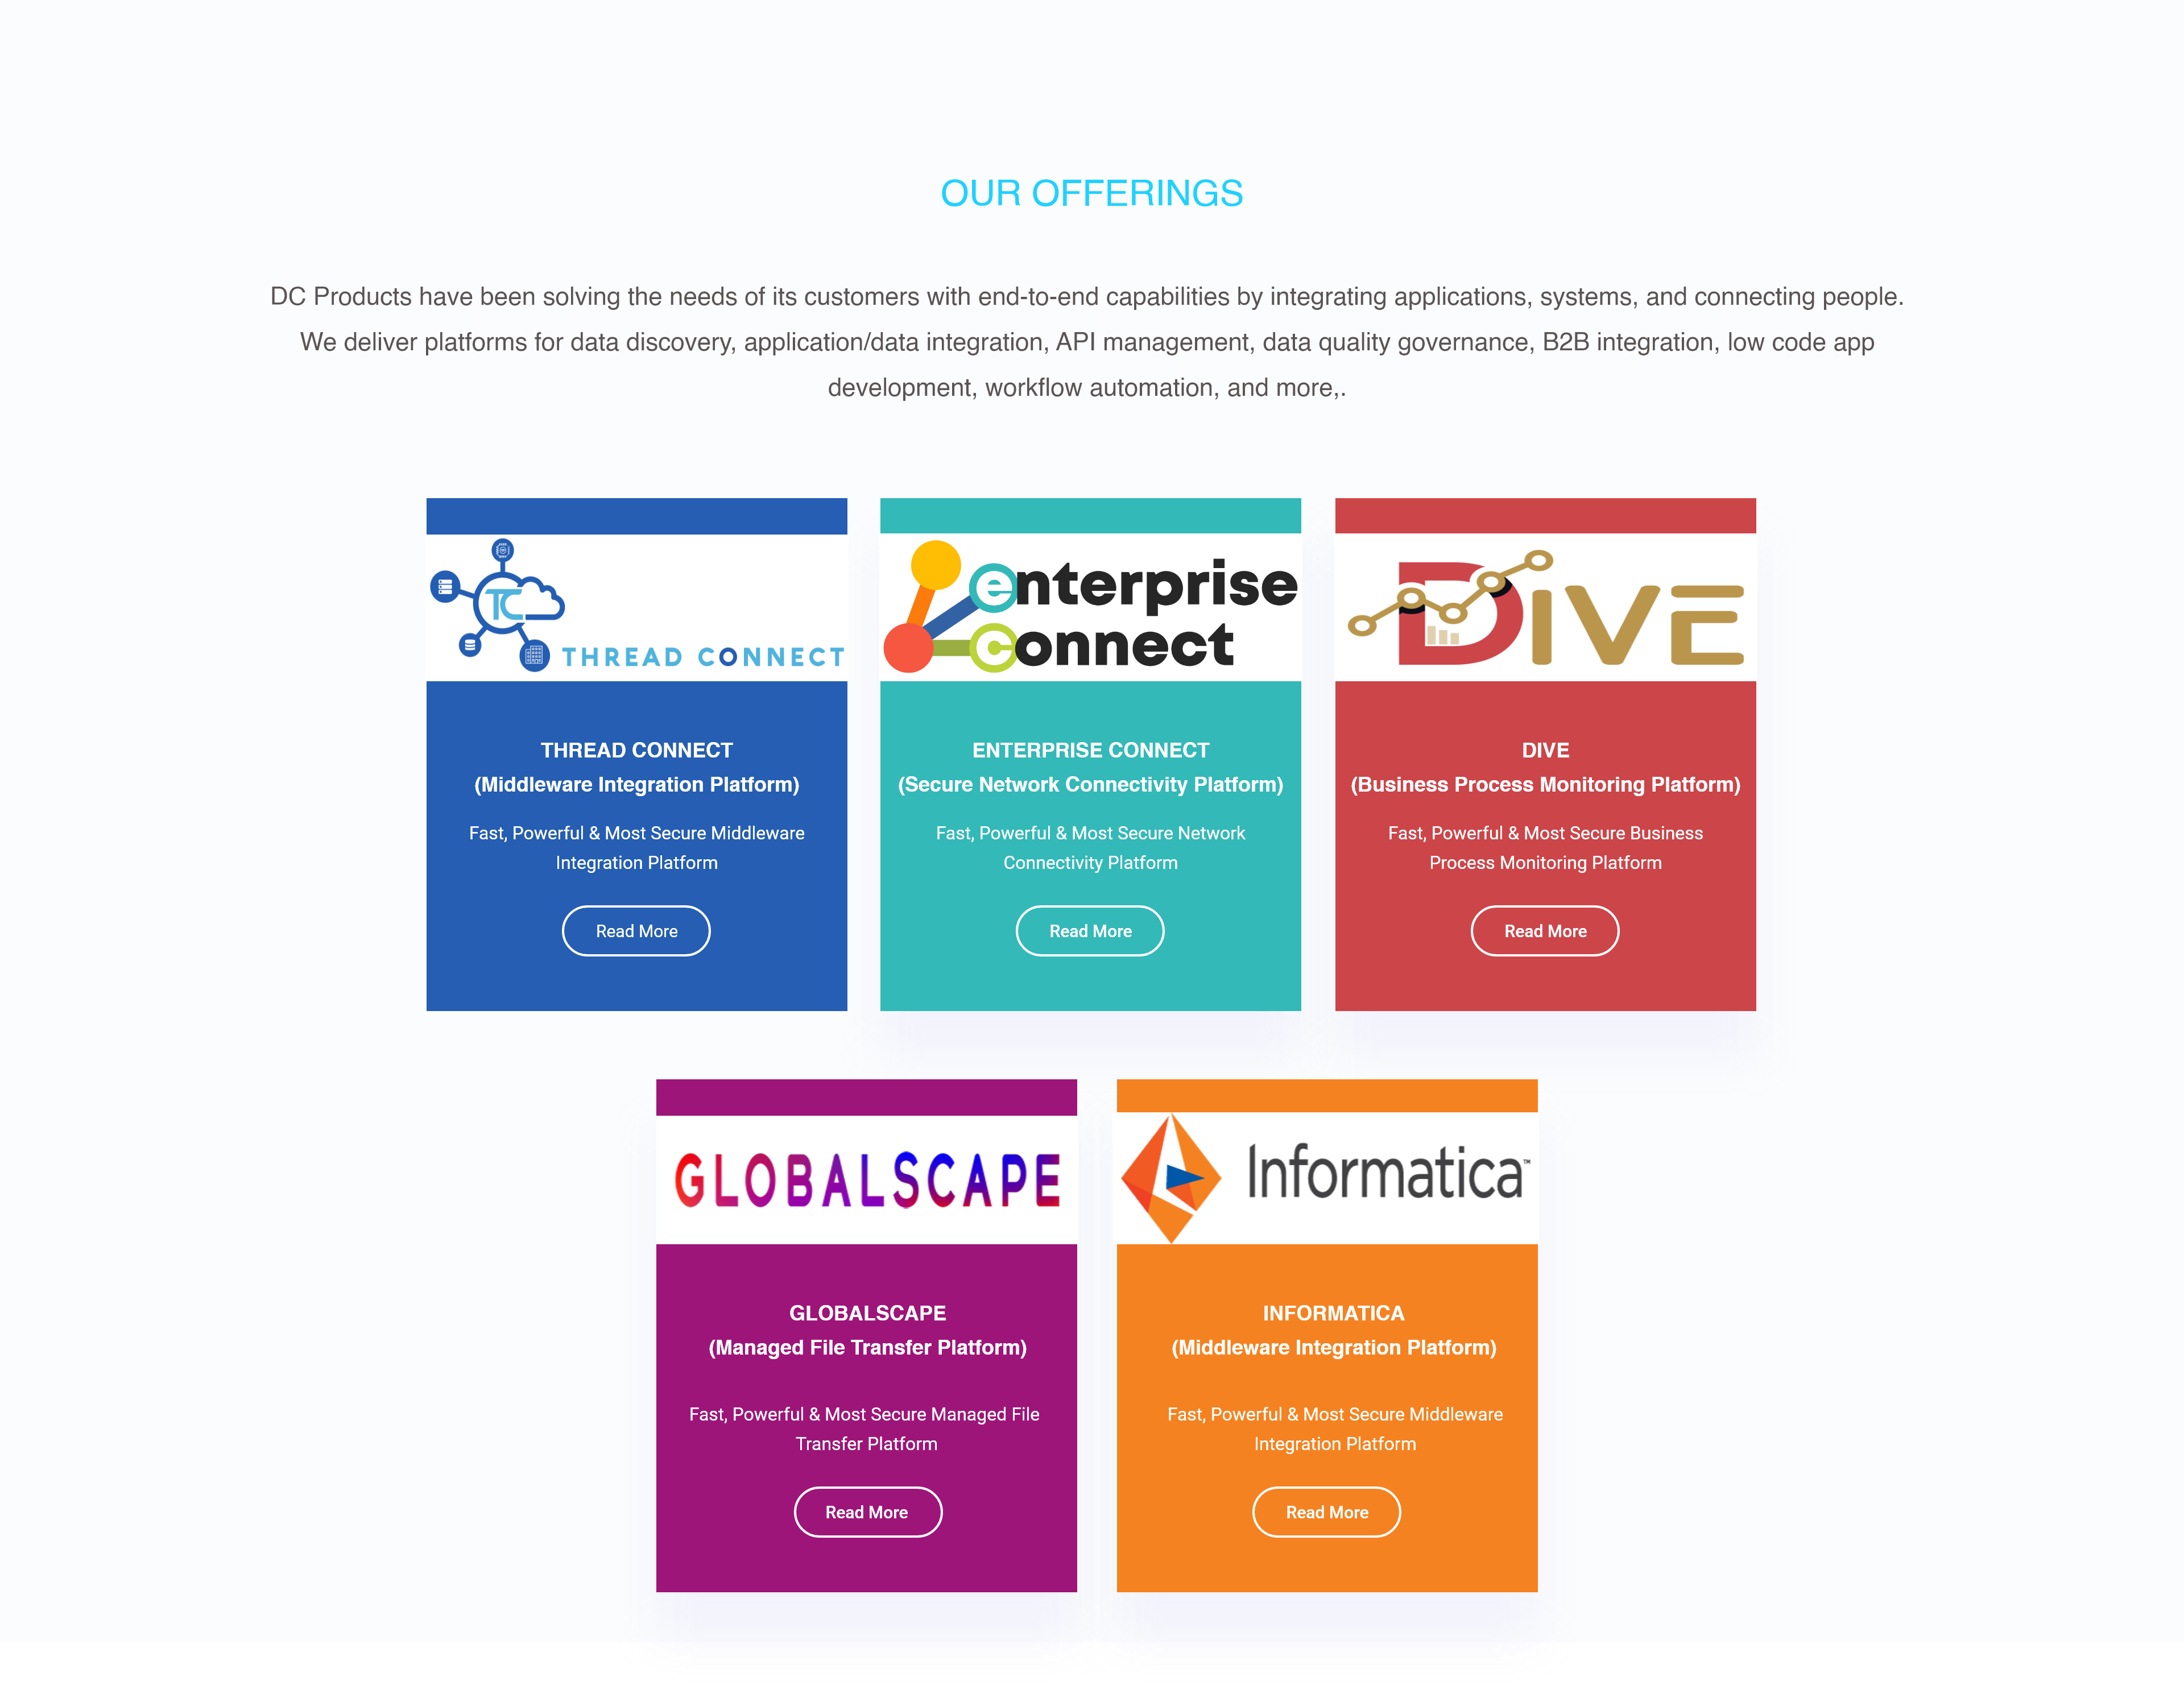 OUR OFFERINGS
DC Products have been solving the needs of its customers with end-to-end capabilities by integrating applications, systems, and connecting people.
We deliver platforms for data discovery, application/data integration, API management, data quality governance, B2B integration, low code app
development, workflow automation, and more,.
TC
THREAD CONNECT
enterprise
connect
DIVE
THREAD CONNECT
(Middleware Integration Platform)
Fast, Powerful & Most Secure Middleware
Integration Platform
Read More
ENTERPRISE CONNECT
(Secure Network Connectivity Platform)
Fast, Powerful & Most Secure Network
Connectivity Platform
Read More
DIVE
(Business Process Monitoring Platform)
Fast, Powerful & Most Secure Business
Process Monitoring Platform
Read More
GLOBALSCAPE
Informatica™
GLOBALSCAPE
(Managed File Transfer Platform)
Fast, Powerful & Most Secure Managed File
Transfer Platform
Read More
INFORMATICA
(Middleware Integration Platform)
Fast, Powerful & Most Secure Middleware
Integration Platform
Read More